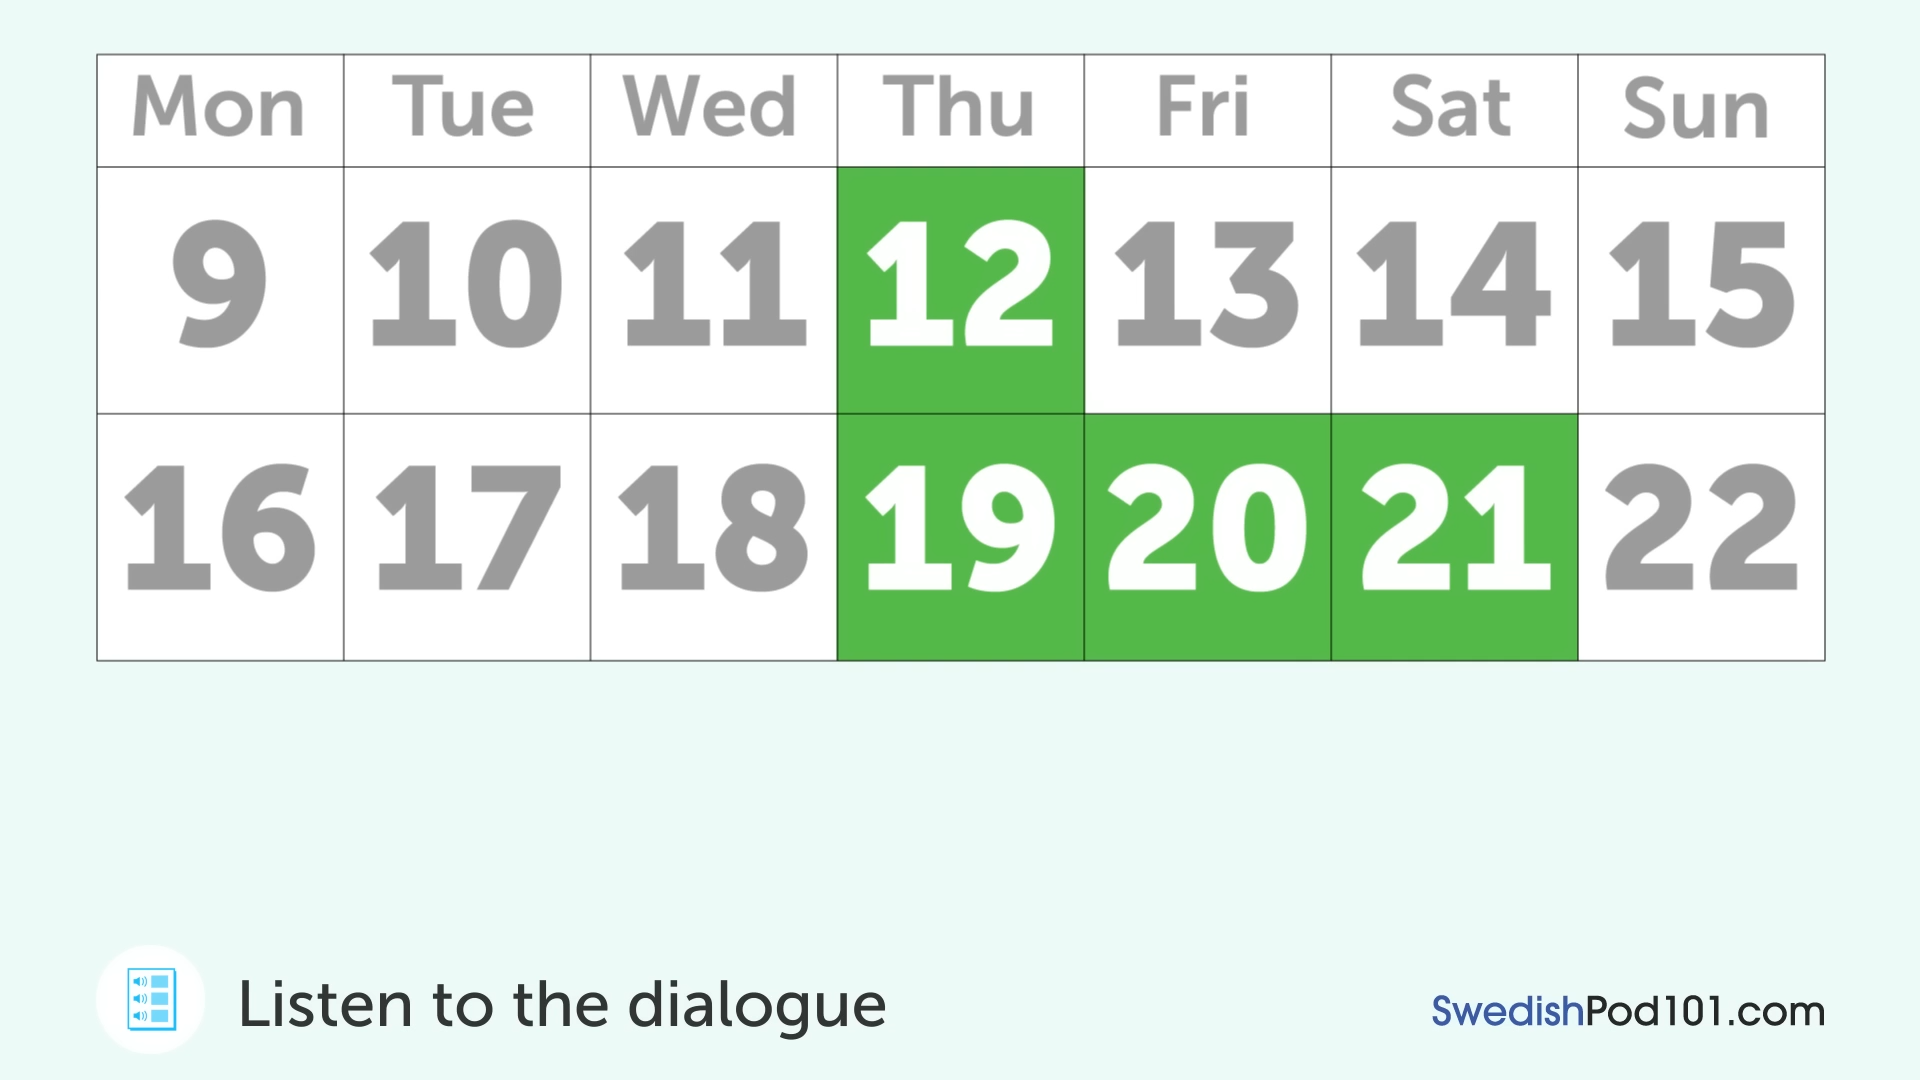 Mon Tue Wed Thu Fri Sat Sun
9 10 11 12 13 14 15
16 17 18 19 20 21 22
Listen to the dialogue
SwedishPod101.com